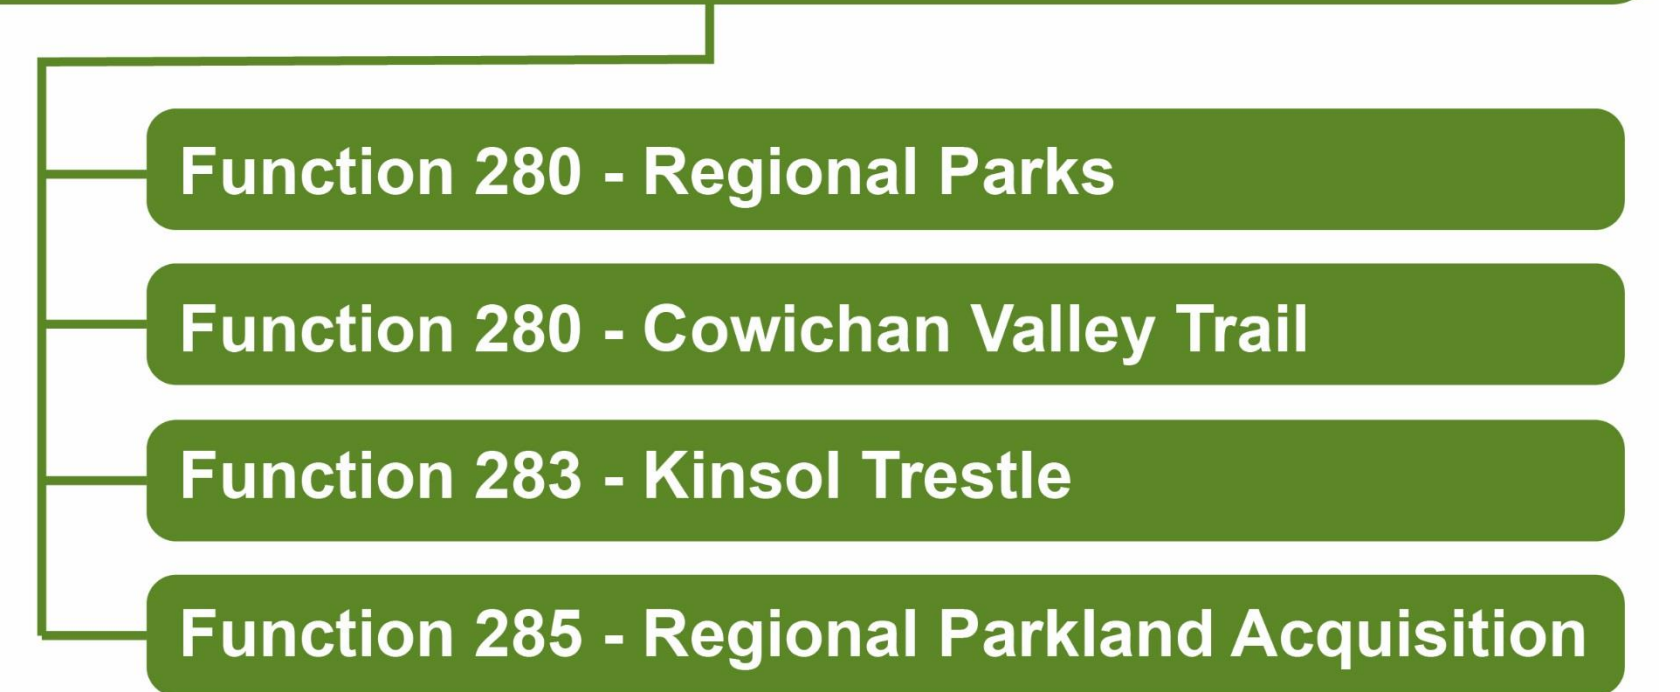 Function 280 - Regional Parks
Function 280 - Cowichan Valley Trail
Function 283 - Kinsol Trestle
Function 285 - Regional Parkland Acquisition